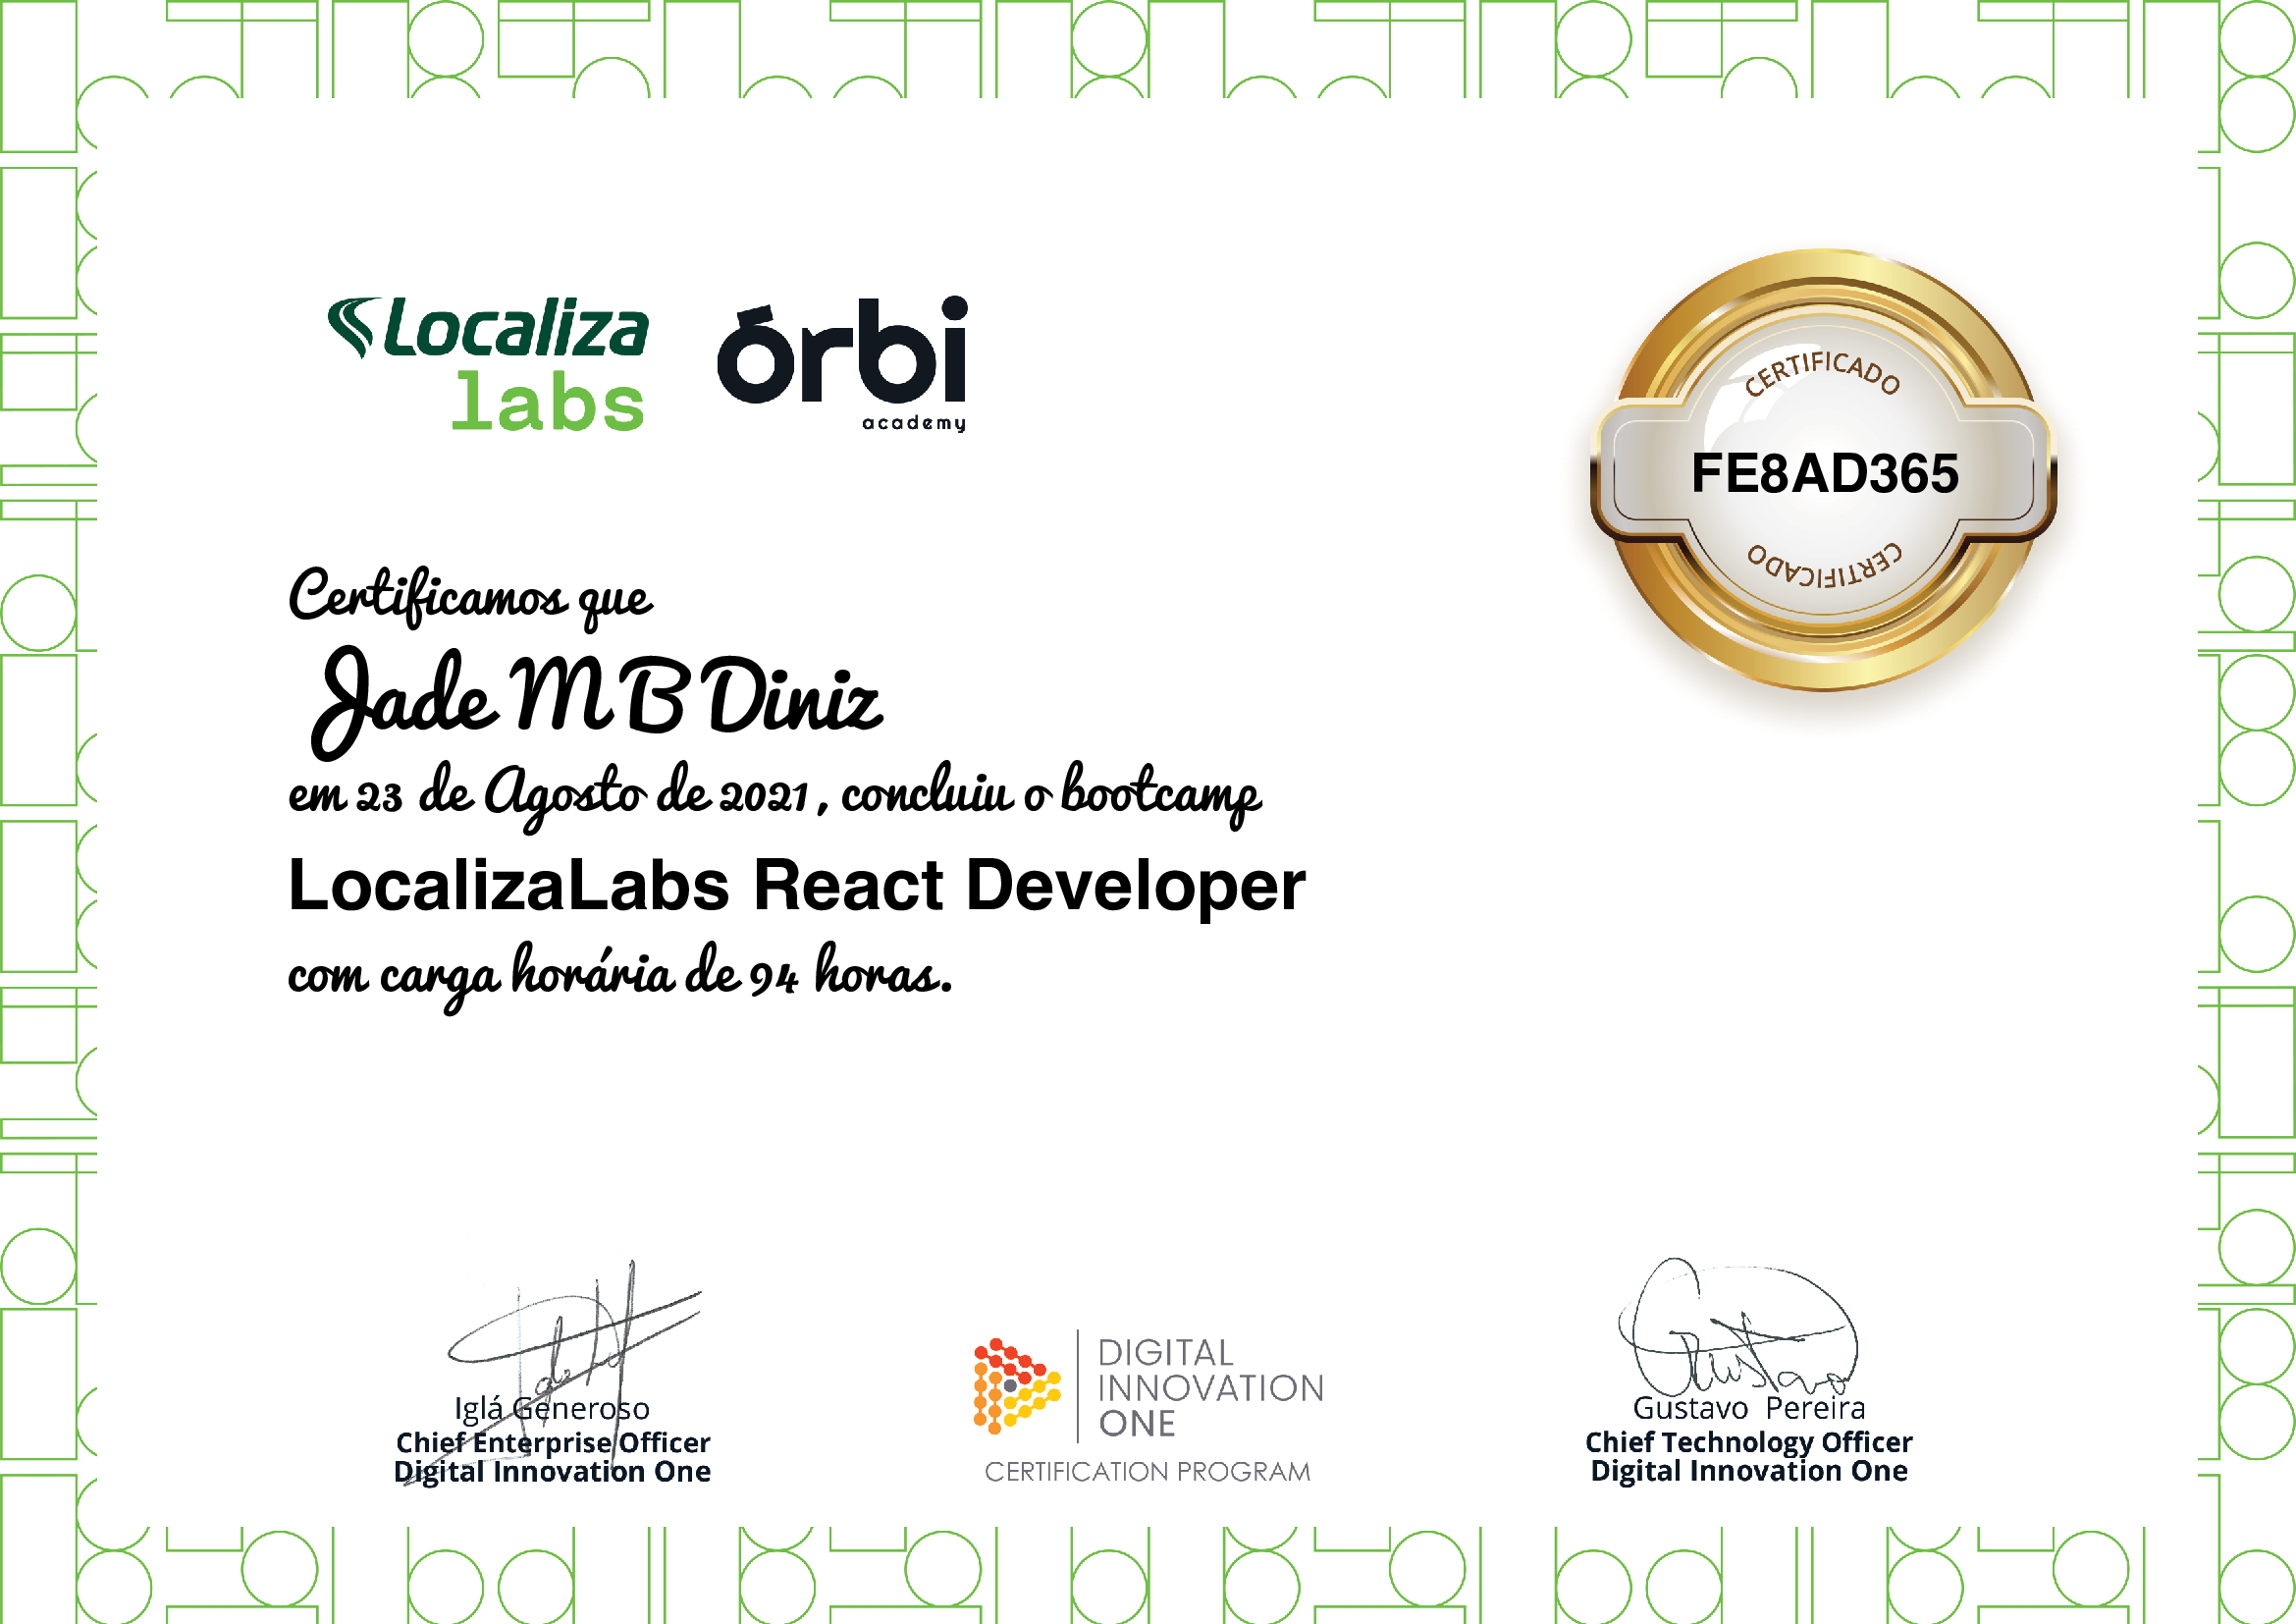 Localiza
labs
órbi
academy
CERTIFICADO
FE8AD365
CERTIFICADO
Certificamos que
Jade M B Diniz
em 23 de Agosto de 2021, concluiu o bootcamp
LocalizaLabs React Developer
com carga horária de 94 horas.
Iglá Generoso
Chief Enterprise Officer
Digital Innovation One
DIGITAL
INNOVATION
ONE
CERTIFICATION PROGRAM
Gustavo
Gustavo Pereira
Chief Technology Officer
Digital Innovation One